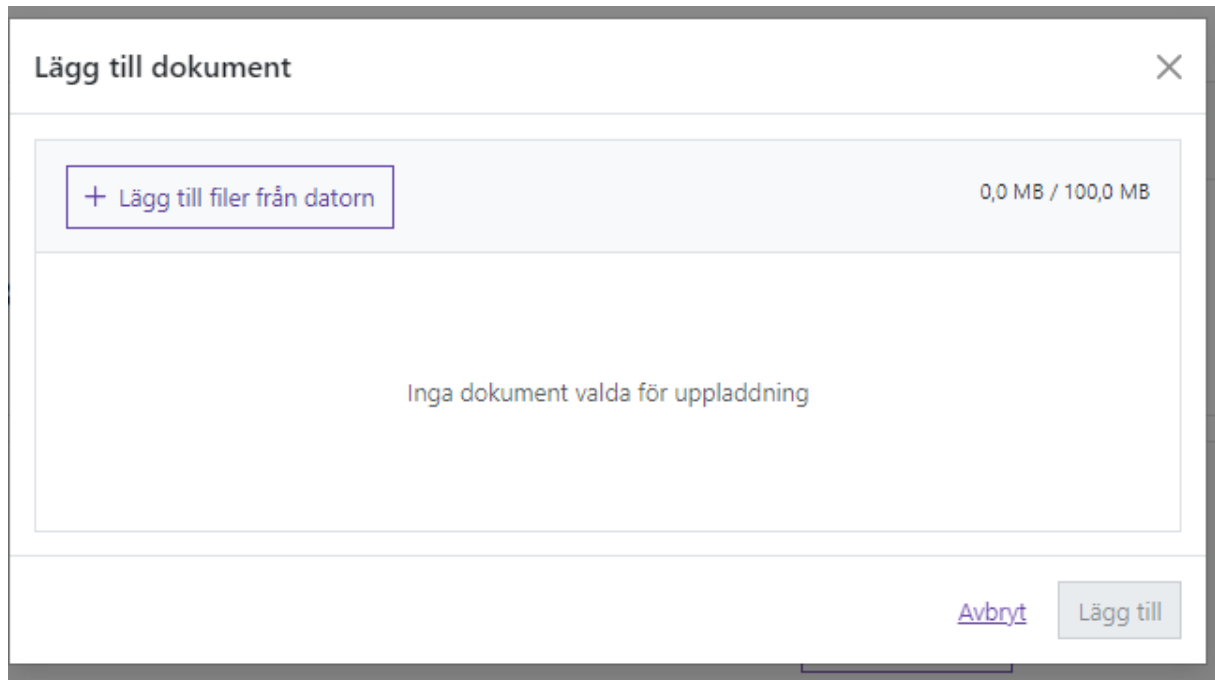 Lägg till dokument
+ Lägg till filer från datorn
0,0 MB / 100,0 MB
Inga dokument valda för uppladdning
Avbryt
Lägg till